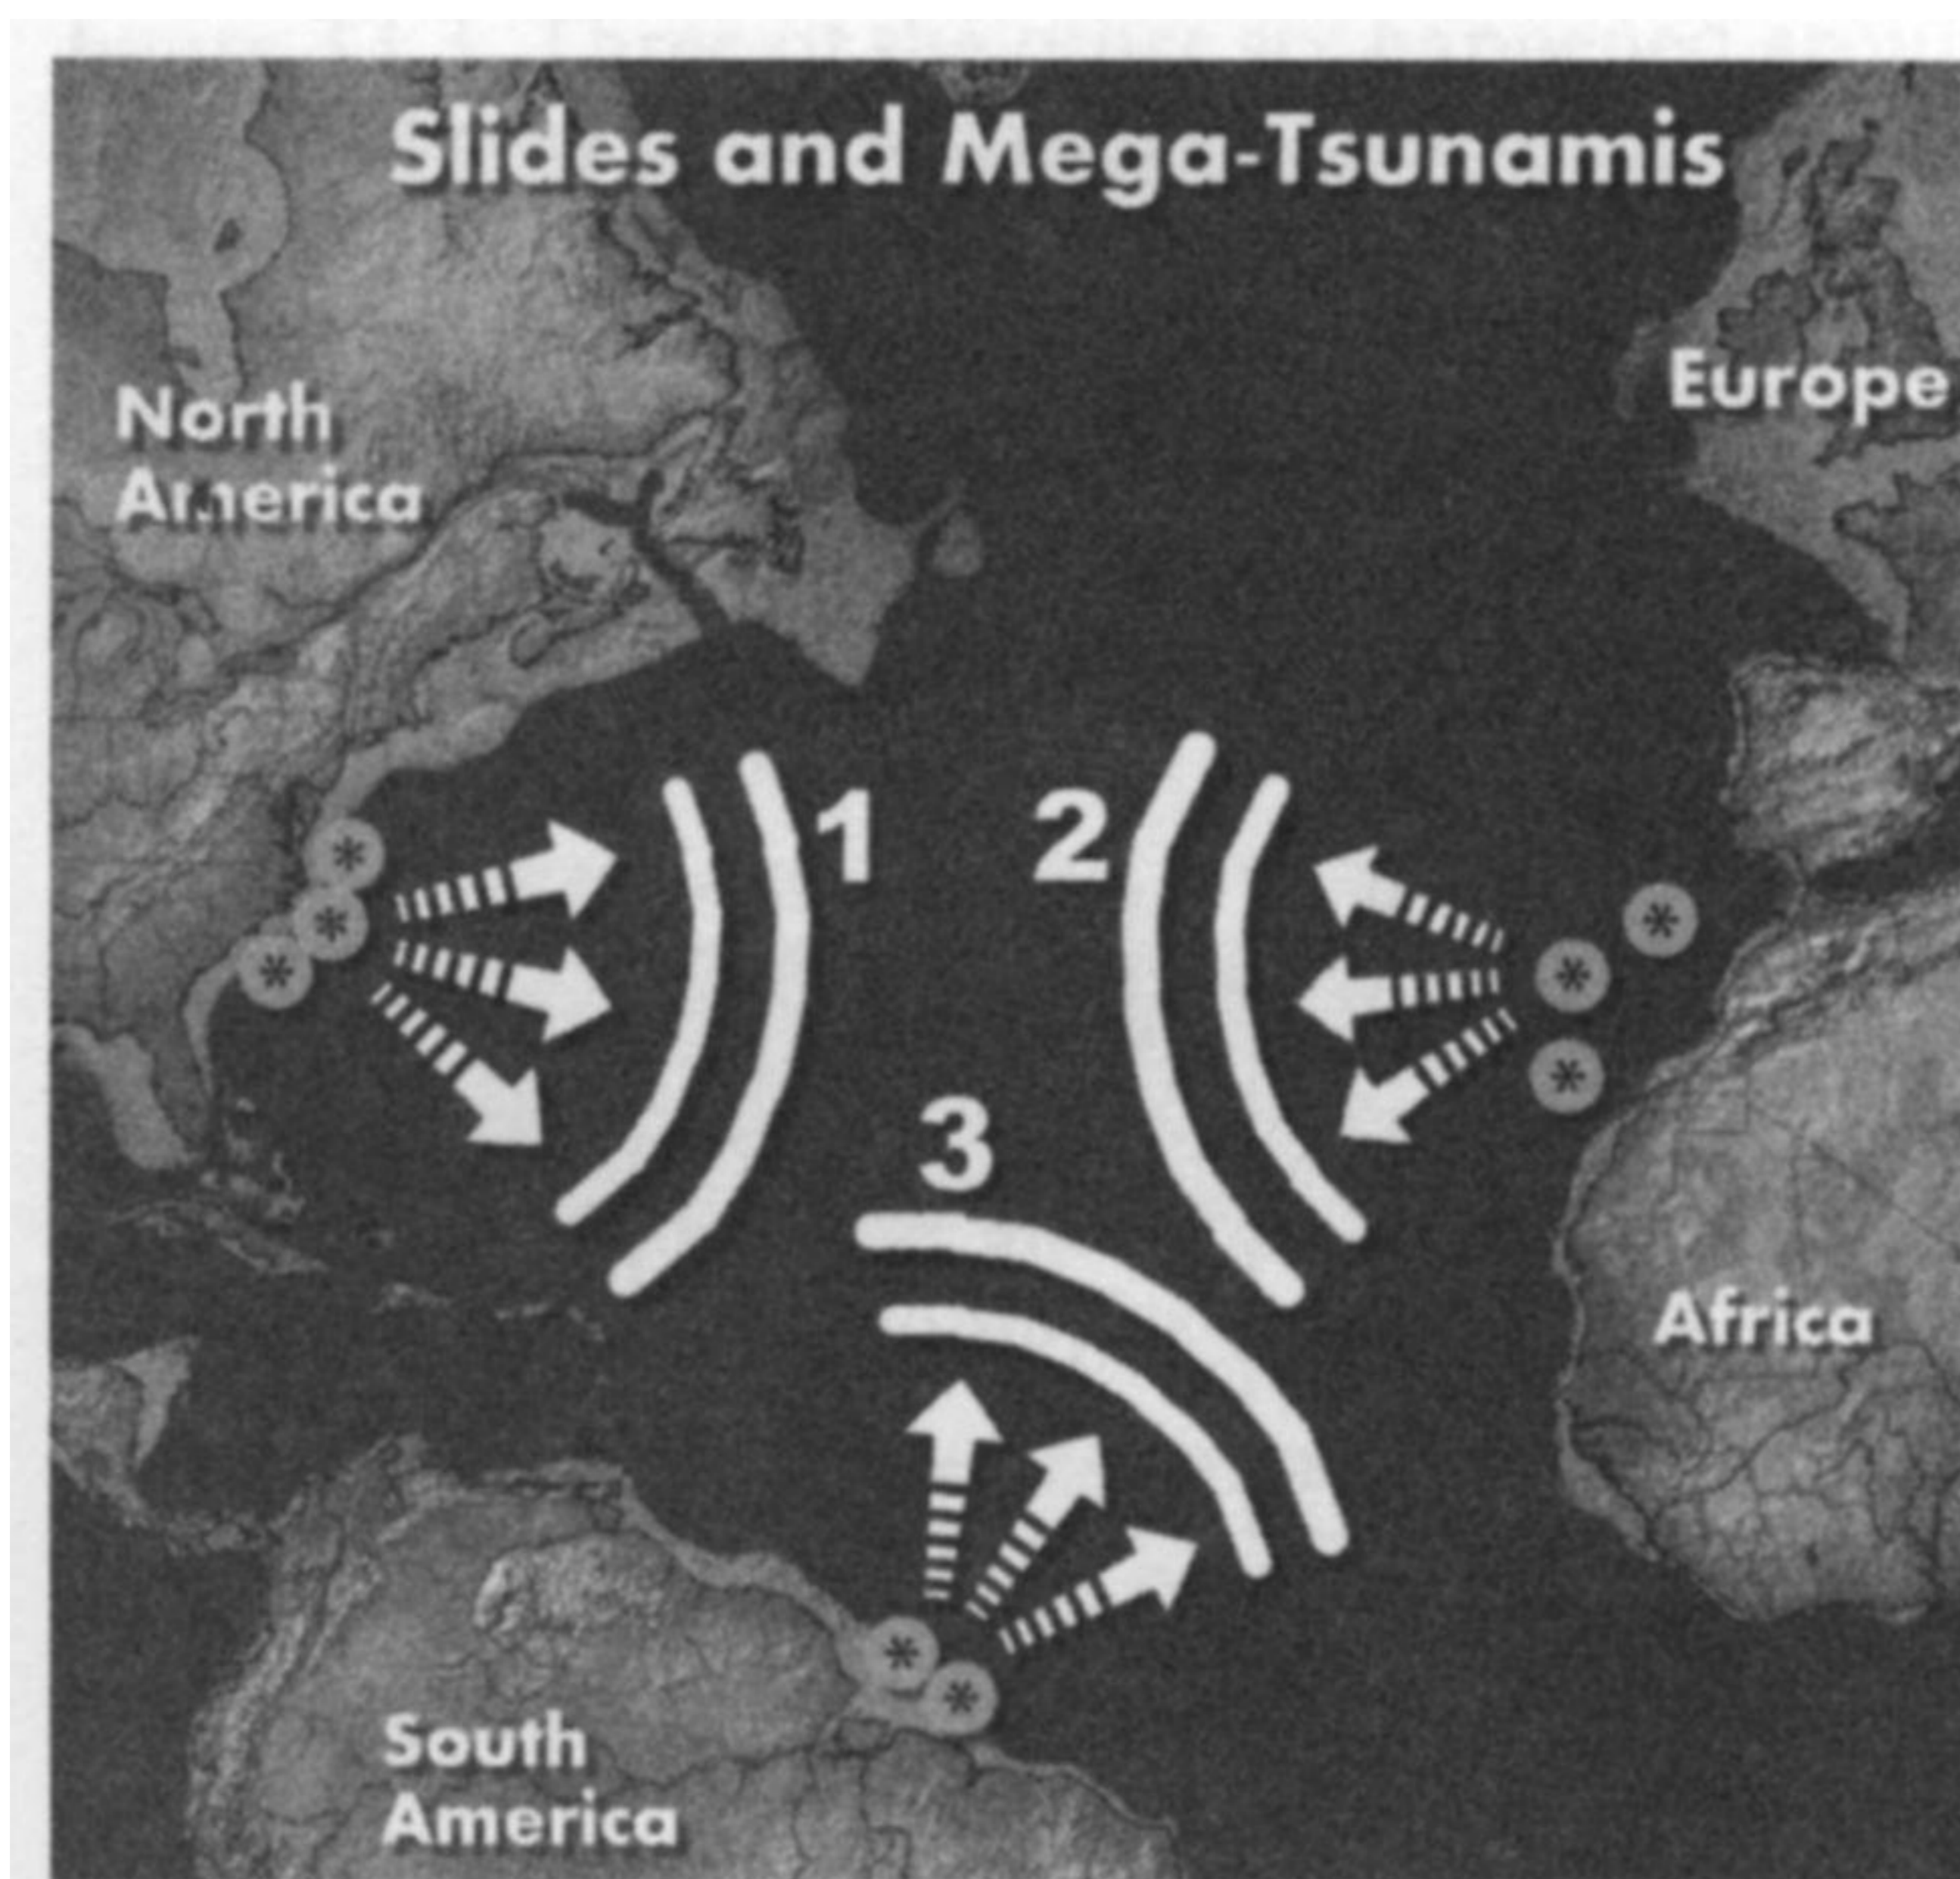 Slides and Mega-Tsunamis
Europe
North
America
1
2
3
Africa
South
America